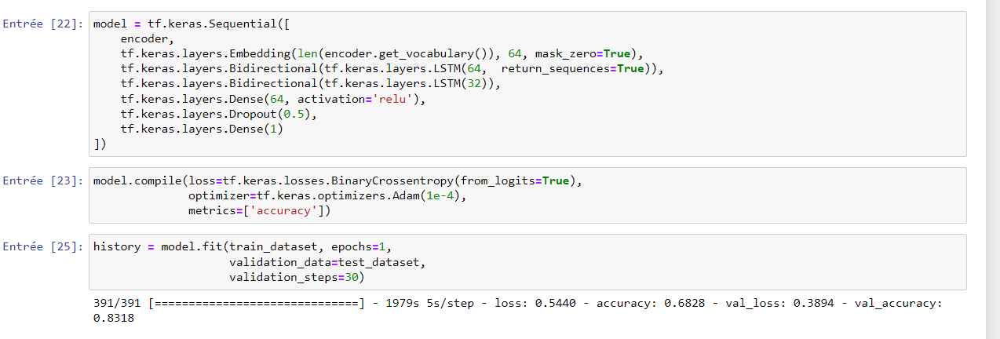 Entrée [22]: model = tf.keras.Sequential([
    encoder,
    tf.keras.layers.Embedding(len(encoder.get_vocabulary()), 64, mask_zero=True),
    tf.keras.layers.Bidirectional(tf.keras.layers.LSTM(64,  return_sequences=True)),
    tf.keras.layers.Bidirectional(tf.keras.layers.LSTM(32)),
    tf.keras.layers.Dense(64, activation='relu'),
    tf.keras.layers.Dropout(0.5),
    tf.keras.layers.Dense(1)
])
Entrée [23]: model.compile(loss=tf.keras.losses.BinaryCrossentropy(from_logits=True),
              optimizer=tf.keras.optimizers.Adam(1e-4),
              metrics=['accuracy'])
Entrée [25]: history = model.fit(train_dataset, epochs=1,
                    validation_data=test_dataset,
                    validation_steps=30)
391/391 [==============================] - 1979s 5s/step - loss: 0.5440 - accuracy: 0.6828 - val_loss: 0.3894 - val_accuracy:
0.8318